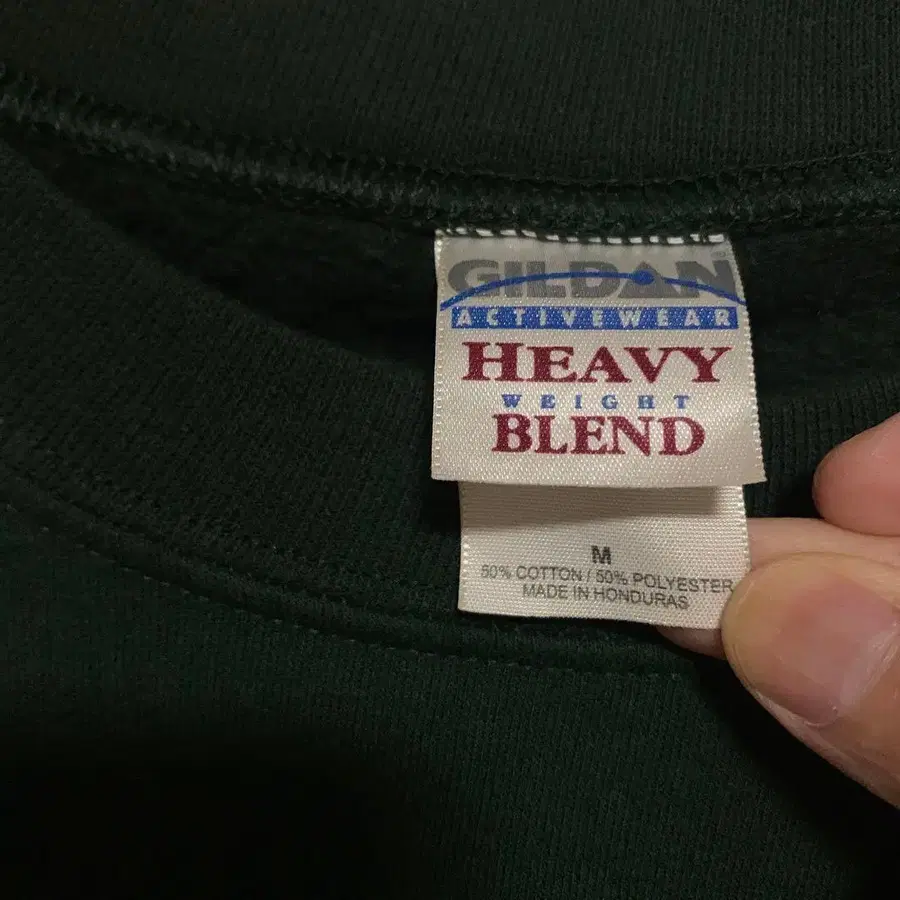 GILDAN
ACTIVEWEAR
HEAVY
WEIGHT
BLEND
M
50% COTTON / 50% POLYESTER
MADE IN HONDURAS